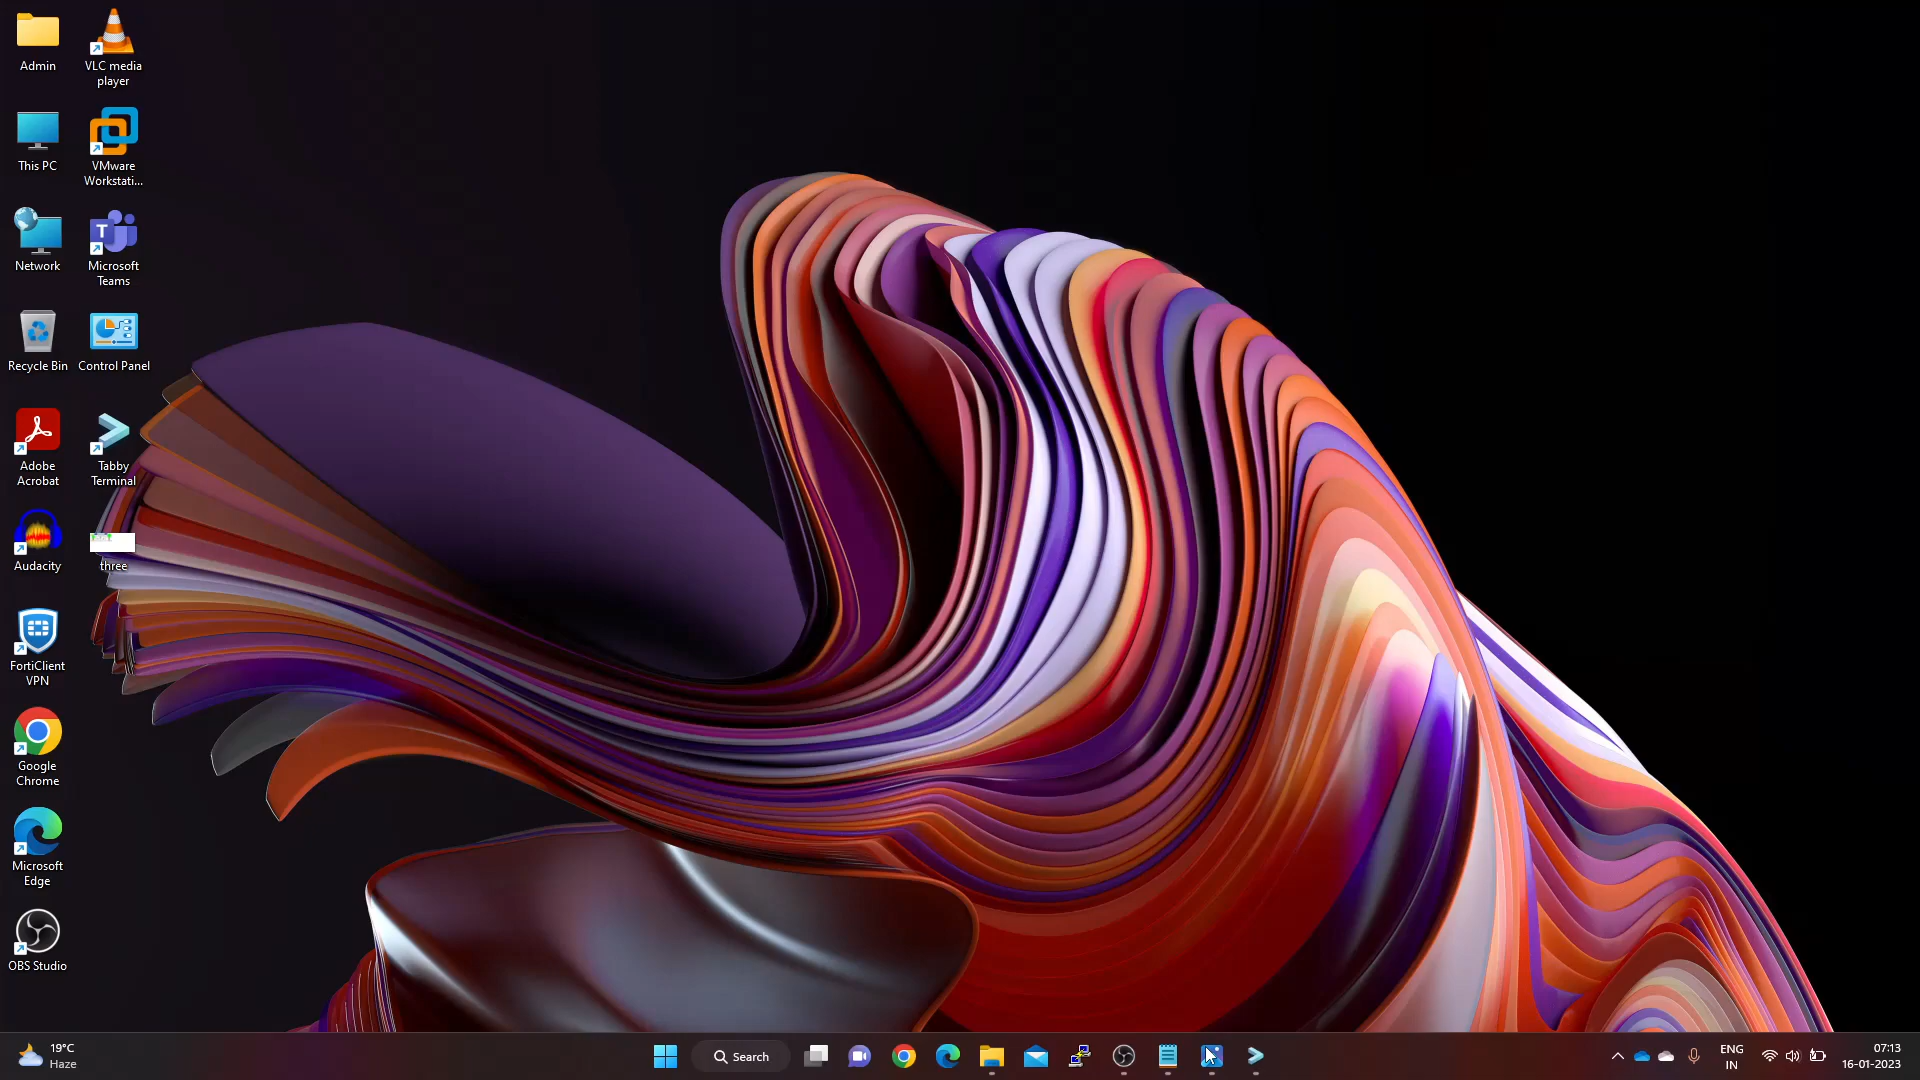 Admin
VLC media
player
This PC
VMware
Workstati...
Network
Microsoft
Teams
Recycle Bin
Control Panel
Adobe
Acrobat
Tabby
Terminal
Audacity
three
FortiClient
VPN
Google
Chrome
Microsoft
Edge
OBS Studio
19°C
Haze
Search
ENG
IN
07:13
16-01-2023